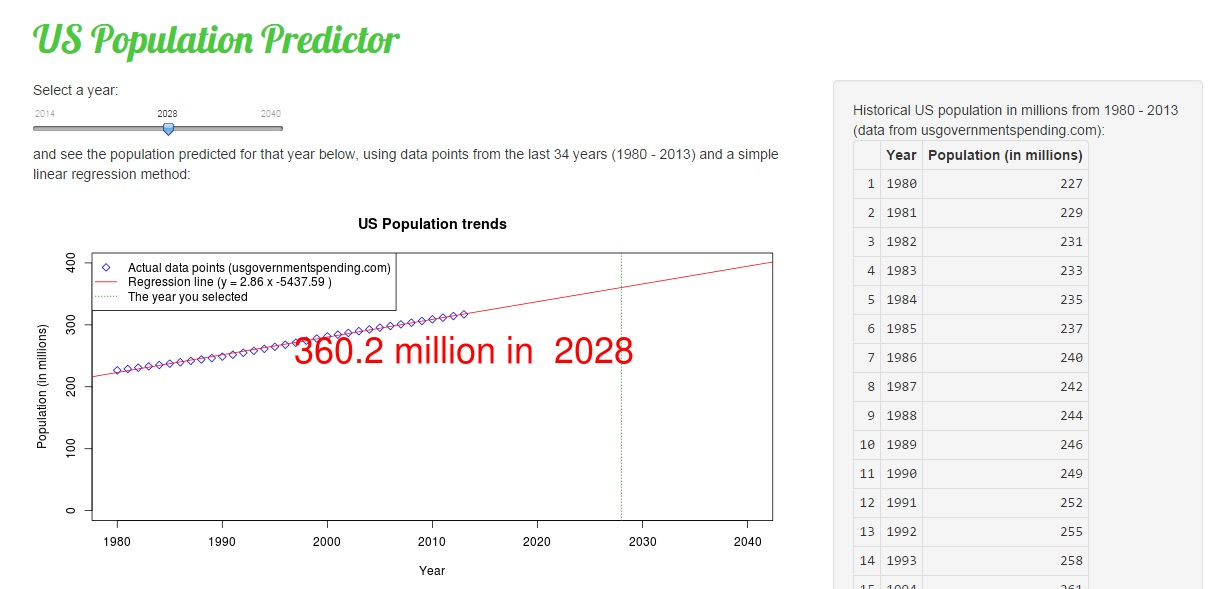 US Population Predictor
Select a year:
2014 2028 2040
and see the population predicted for that year below, using data points from the last 34 years (1980 - 2013) and a simple
linear regression method:
US Population trends
Actual data points (usgovernmentspending.com)
Regression line (y = 2.86 x -5437.59 )
The year you selected
360.2 million in 2028
Population (in millions)
400
300
200
100
0
1980 1990 2000 2010 2020 2030 2040
Year
Historical US population in millions from 1980 - 2013
(data from usgovernmentspending.com):
Year Population (in millions)
1 1980 227
2 1981 229
3 1982 231
4 1983 233
5 1984 235
6 1985 237
7 1986 240
8 1987 242
9 1988 244
10 1989 246
11 1990 249
12 1991 252
13 1992 255
14 1993 258
15 1994 261